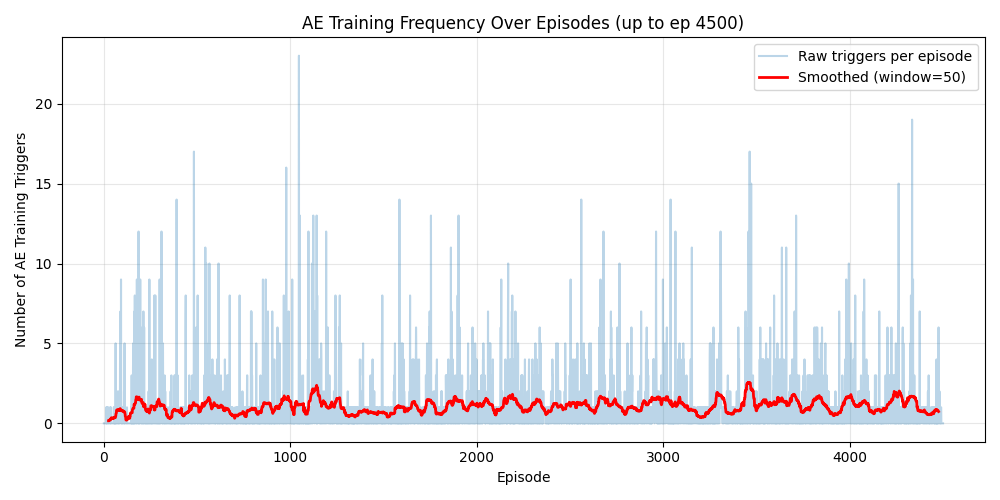 AE Training Frequency Over Episodes (up to ep 4500)
Raw triggers per episode
Smoothed (window=50)
Number of AE Training Triggers
20
15
10
5
0
0 1000 2000 3000 4000
Episode